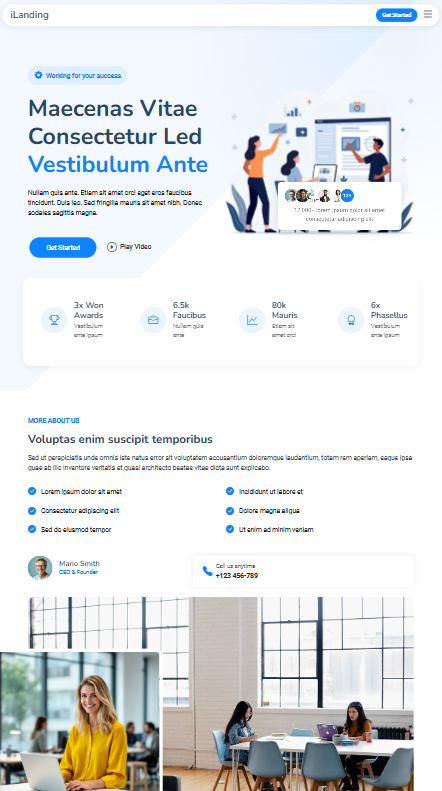 iLanding
Get Started
Working for your success
Maecenas Vitae
Consectetur Led
Vestibulum Ante
Nullam quis ante. Etiam sit amet orci eget eros faucibus
tincidunt. Duis leo. Sed fringilla mauris sit amet nibh. Donec
sodales sagittis magna.
Get Started
Play Video
12+
12,000+ lorem ipsum dolor sit amet
consectetur adipiscing elit
3x Won
Awards
Vestibulum
ante ipsum
6.5k
Faucibus
Nullam quis
ante
80k
Mauris
Etiam sit
amet orci
6x
Phasellus
Vestibulum
ante ipsum
MORE ABOUT US
Voluptas enim suscipit temporibus
Sed ut perspiciatis unde omnis iste natus error sit voluptatem accusantium doloremque laudantium, totam rem aperiam, eaque ipsa
quae ab illo inventore veritatis et quasi architecto beatae vitae dicta sunt explicabo.
Lorem ipsum dolor sit amet
Consectetur adipiscing elit
Sed do eiusmod tempor
Incididunt ut labore et
Dolore magna aliqua
Ut enim ad minim veniam
Mario Smith
CEO & Founder
Call us anytime
+123 456-789